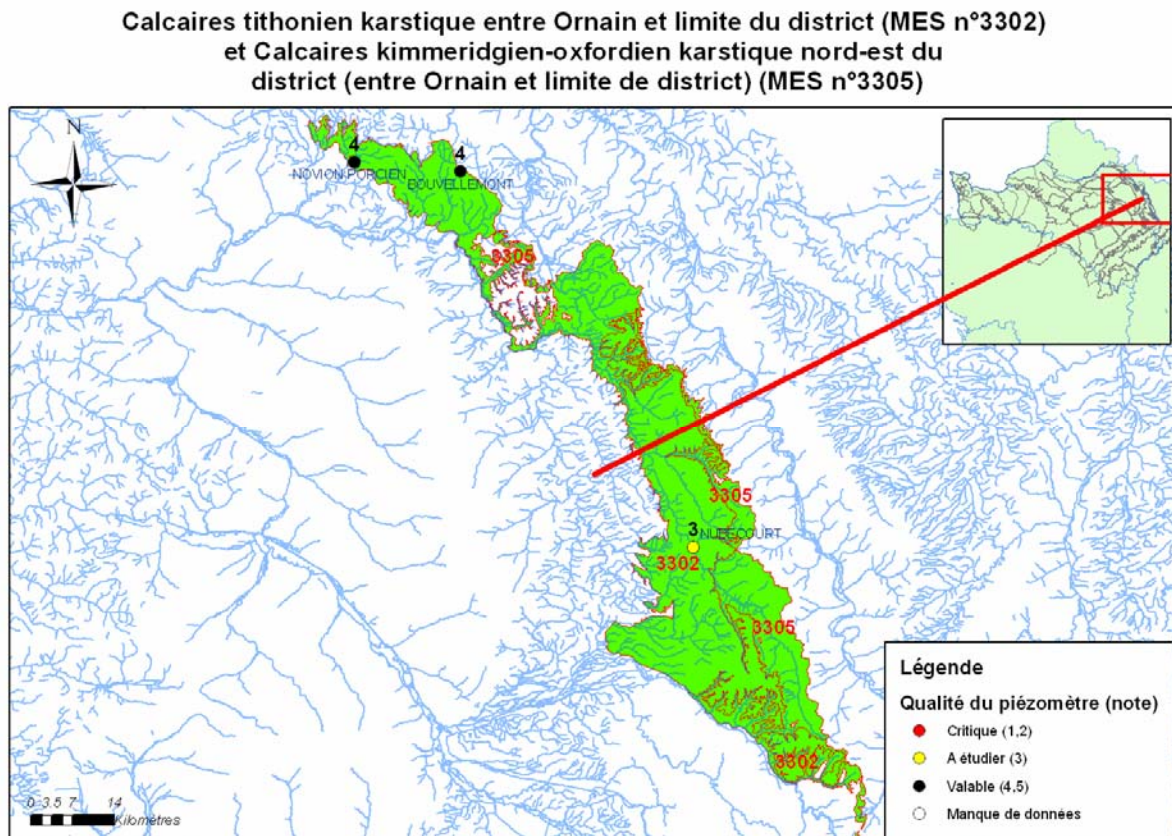 Calcaires tithonien karstique entre Ornain et limite du district (MES n°3302)
et Calcaires kimmeridgien-oxfordien karstique nord-est du
district (entre Ornain et limite de district) (MES n°3305)
N
4
4
NOVION PORCIEN
BOUVELLEMONT
3305
3305
3
NUBECOURT
3302
3305
3302
Légende
Qualité du piézomètre (note)
Critique (1,2)
A étudier (3)
Valable (4,5)
Manque de données
0 3.5 7 14
Kilomètres